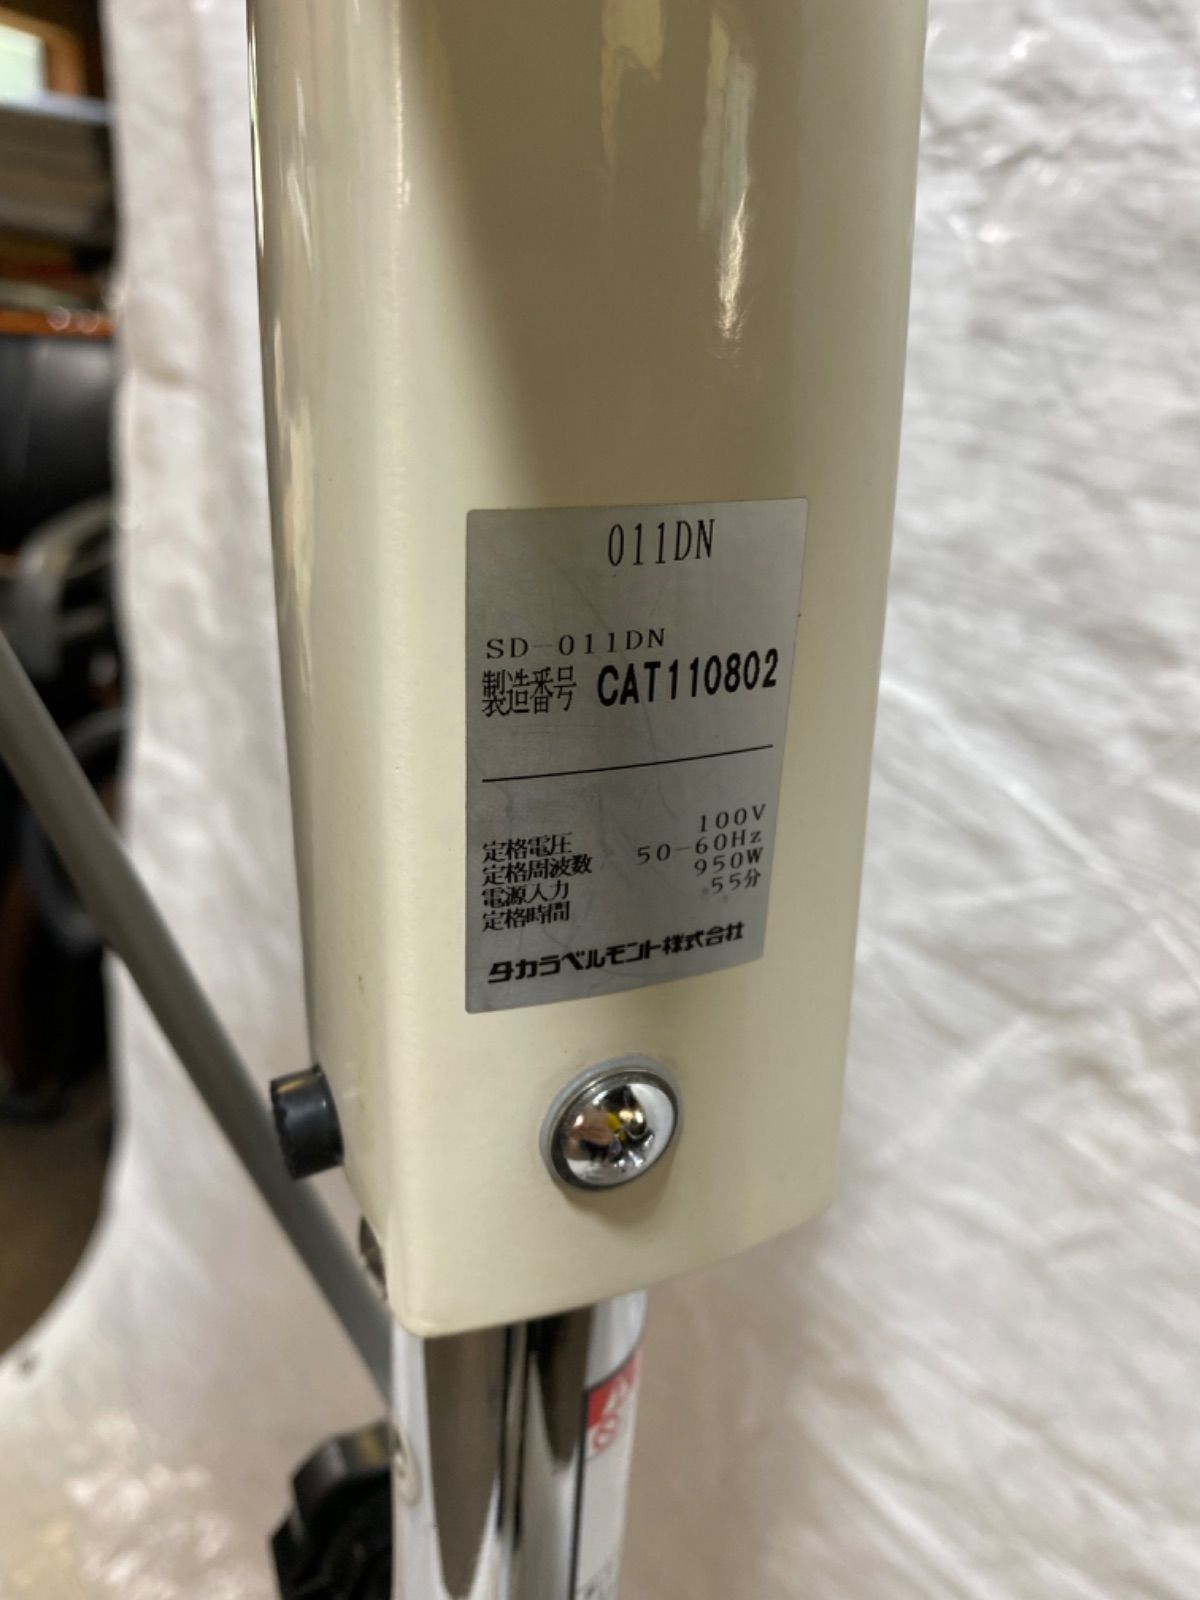 011DN
SD-011DN
製造番号 CAT110802
定格電圧 100V
定格周波数 50-60Hz
電源入力 950W
定格時間 55分
タカラベルモント株式会社